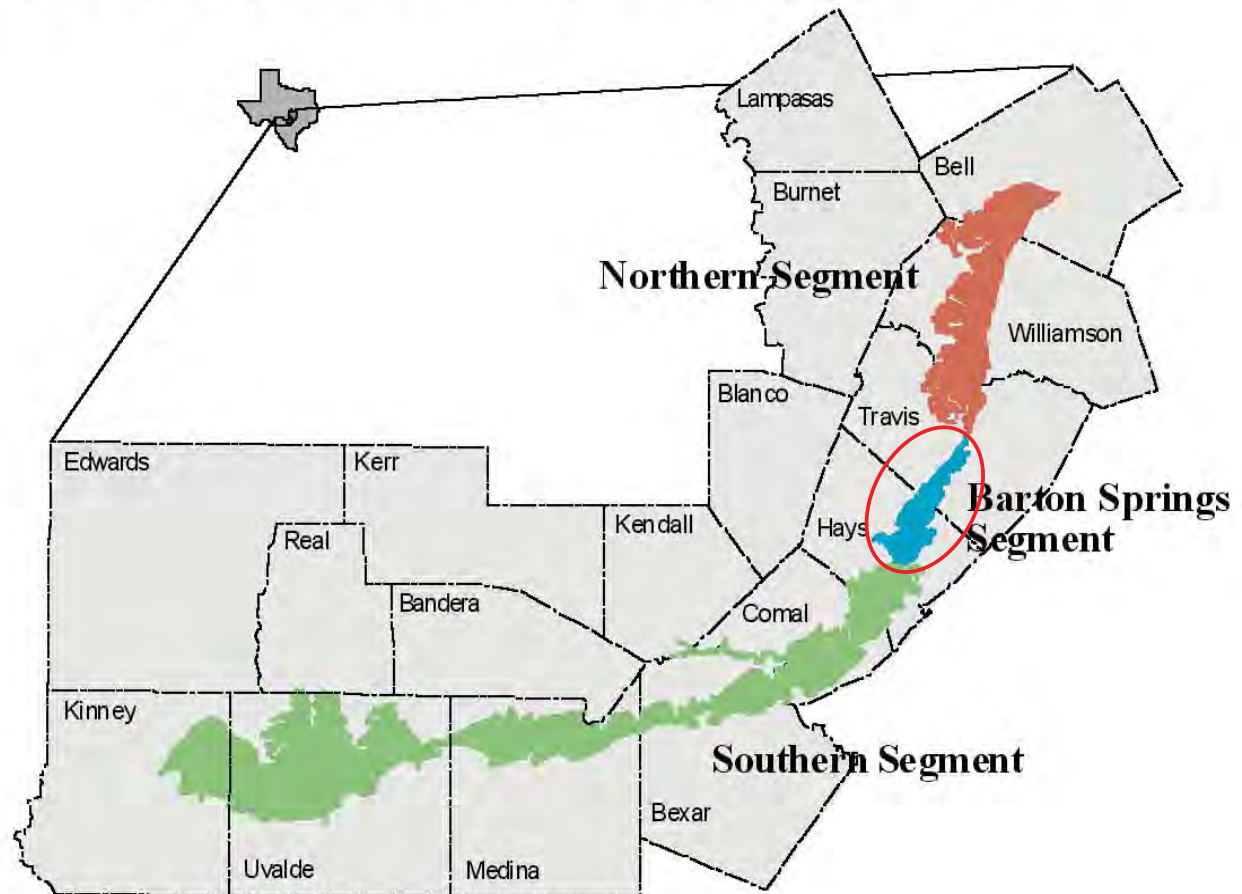 Lampasas
Bell
Burnet
Northern Segment
Williamson
Blanco
Travis
Edwards
Kerr
Barton Springs
Segment
Kendall
Hays
Real
Bandera
Comal
Kinney
Southern Segment
Bexar
Uvalde
Medina